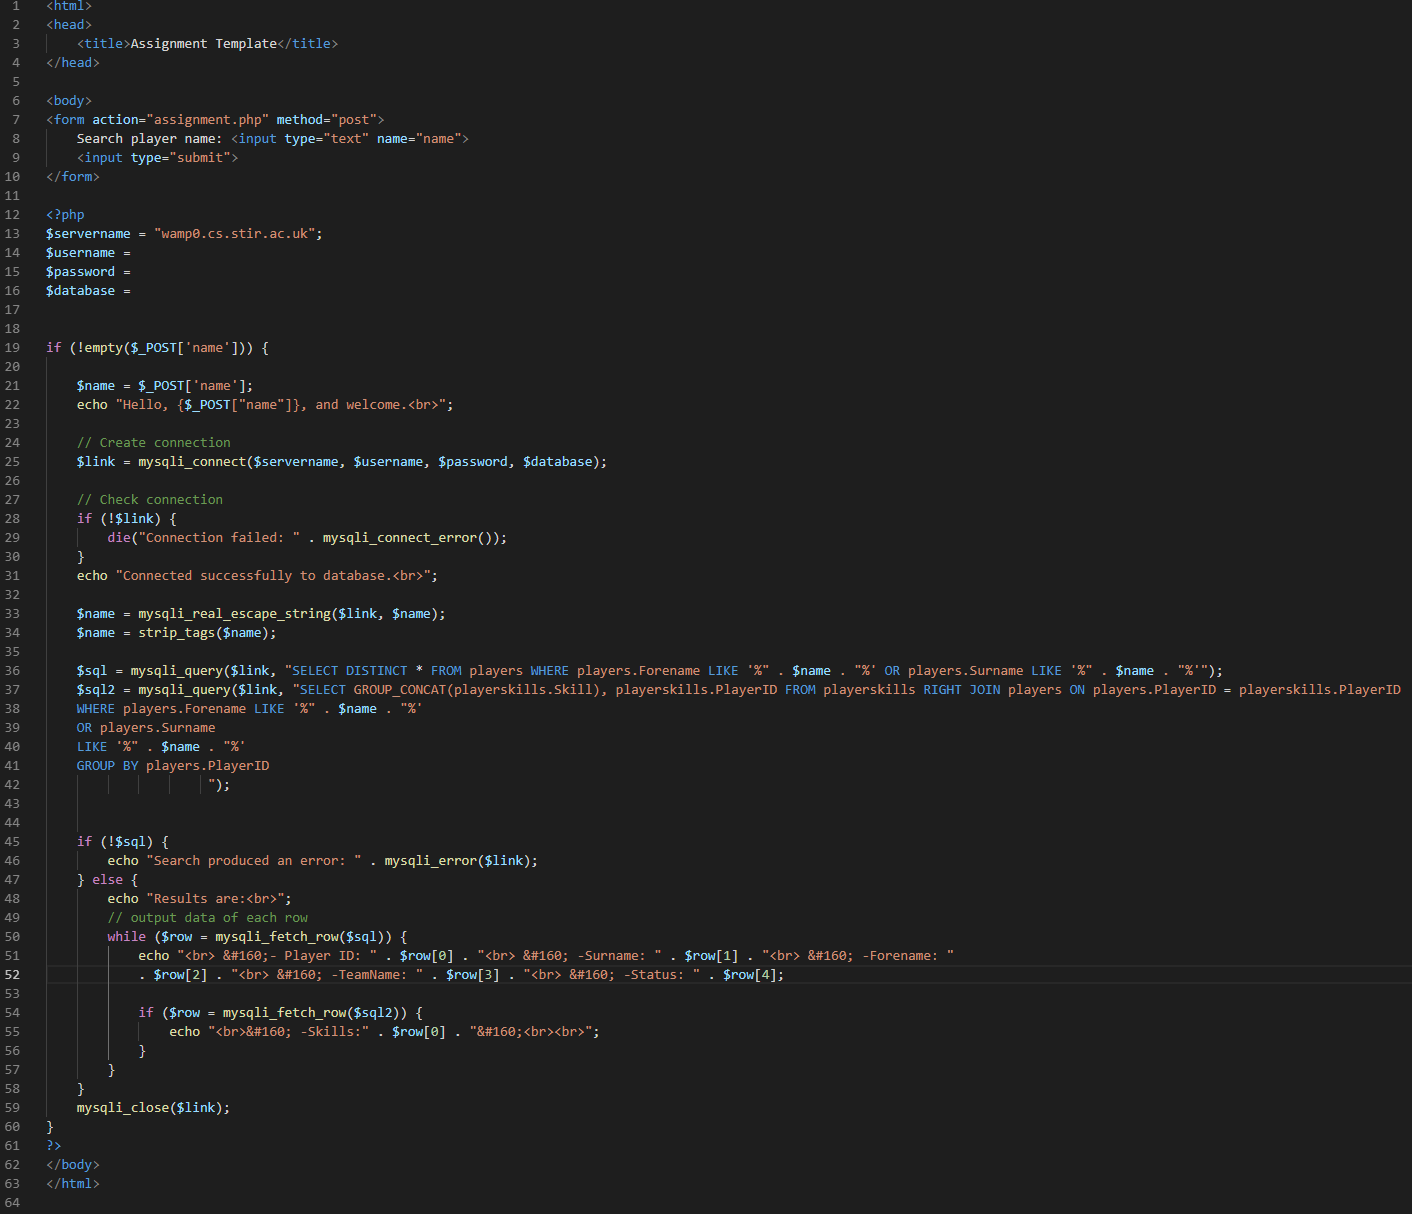 1 <html>
2 <head>
3     <title>Assignment Template</title>
4 </head>
5
6 <body>
7 <form action="assignment.php" method="post">
8     Search player name: <input type="text" name="name">
9     <input type="submit">
10 </form>
11
12 <?php
13 $servername = "wamp0.cs.stir.ac.uk";
14 $username =
15 $password =
16 $database =
17
18
19 if (!empty($_POST['name'])) {
20
21     $name = $_POST['name'];
22     echo "Hello, {$_POST["name"]}, and welcome.<br>";
23
24     // Create connection
25     $link = mysqli_connect($servername, $username, $password, $database);
26
27     // Check connection
28     if (!$link) {
29         die("Connection failed: " . mysqli_connect_error());
30     }
31     echo "Connected successfully to database.<br>";
32
33     $name = mysqli_real_escape_string($link, $name);
34     $name = strip_tags($name);
35
36     $sql = mysqli_query($link, "SELECT DISTINCT * FROM players WHERE players.Forename LIKE '%" . $name . "%' OR players.Surname LIKE '%" . $name . "%'");
37     $sql2 = mysqli_query($link, "SELECT GROUP_CONCAT(playerskills.Skill), playerskills.PlayerID FROM playerskills RIGHT JOIN players ON players.PlayerID = playerskills.PlayerID
38     WHERE players.Forename LIKE '%" . $name . "%'
39     OR players.Surname
40     LIKE '%" . $name . "%'
41     GROUP BY players.PlayerID
42                      ");
43
44
45     if (!$sql) {
46         echo "Search produced an error: " . mysqli_error($link);
47     } else {
48         echo "Results are:<br>";
49         // output data of each row
50         while ($row = mysqli_fetch_row($sql)) {
51             echo "<br> &#160;- Player ID: " . $row[0] . "<br> &#160; -Surname: " . $row[1] . "<br> &#160; -Forename: "
52             . $row[2] . "<br> &#160; -TeamName: " . $row[3] . "<br> &#160; -Status: " . $row[4];
53
54             if ($row = mysqli_fetch_row($sql2)) {
55                 echo "<br>&#160; -Skills:" . $row[0] . "&#160;<br><br>";
56             }
57         }
58     }
59     mysqli_close($link);
60 }
61 ?>
62 </body>
63 </html>
64